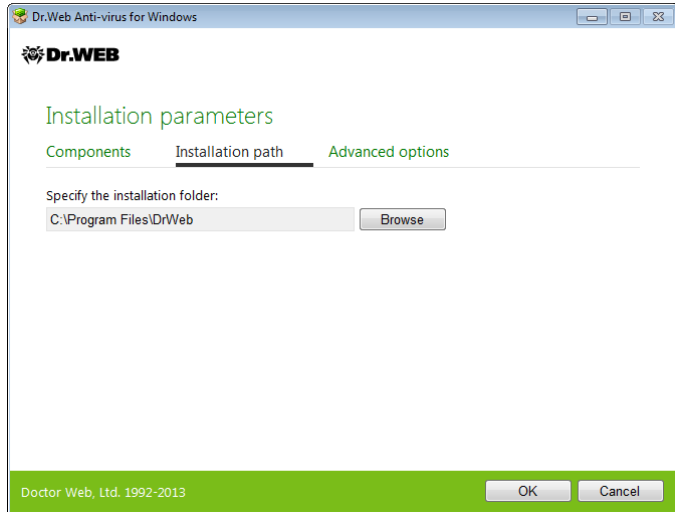 Dr.Web Anti-virus for Windows
Dr.WEB
Installation parameters
Components Installation path Advanced options
Specify the installation folder:
C:\Program Files\DrWeb Browse
Doctor Web, Ltd. 1992-2013 OK Cancel